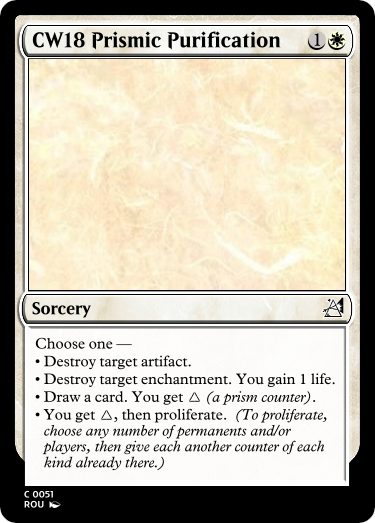 CW18 Prismic Purification 1
Sorcery
Choose one —
• Destroy target artifact.
• Destroy target enchantment. You gain 1 life.
• Draw a card. You get △ (a prism counter).
• You get △, then proliferate. (To proliferate,
choose any number of permanents and/or
players, then give each another counter of each
kind already there.)
C 0051
ROU